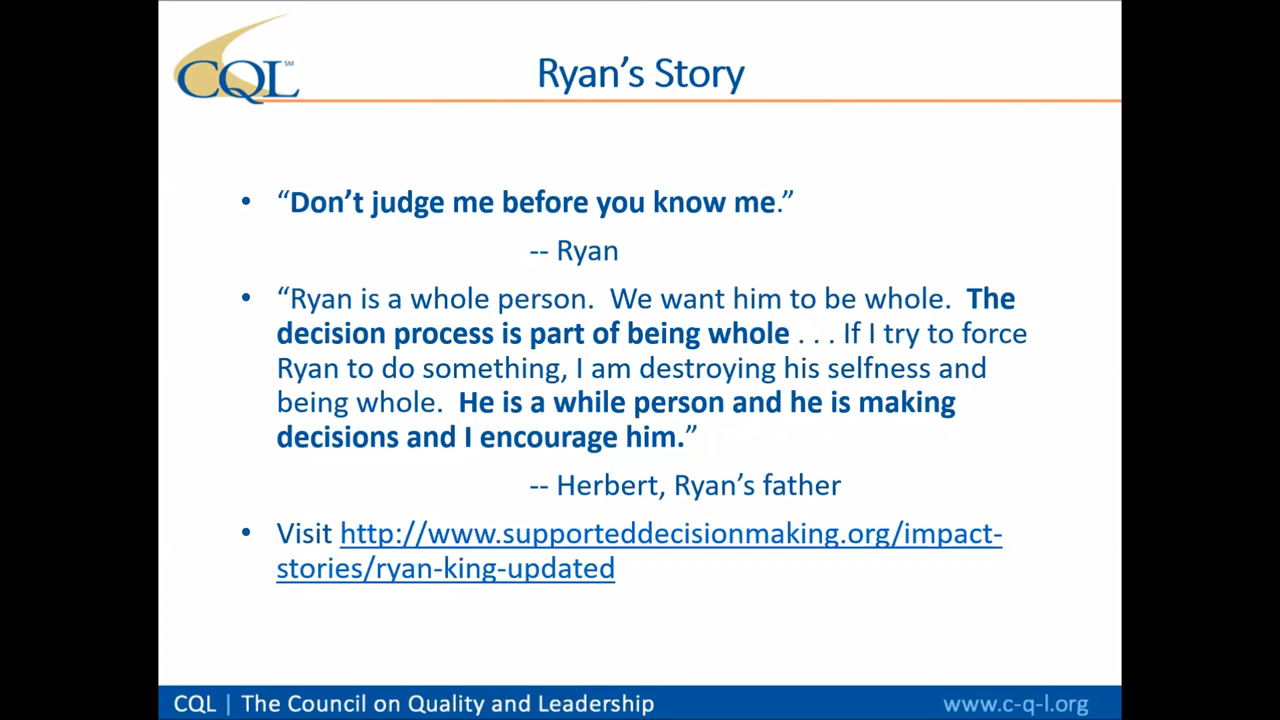 CQL SM
Ryan's Story
• “Don't judge me before you know me.”
-- Ryan
• “Ryan is a whole person.  We want him to be whole.  The
decision process is part of being whole . . . If I try to force
Ryan to do something, I am destroying his selfness and
being whole.  He is a while person and he is making
decisions and I encourage him.”
-- Herbert, Ryan's father
• Visit http://www.supporteddecisionmaking.org/impact-
stories/ryan-king-updated
CQL | The Council on Quality and Leadership
www.c-q-l.org